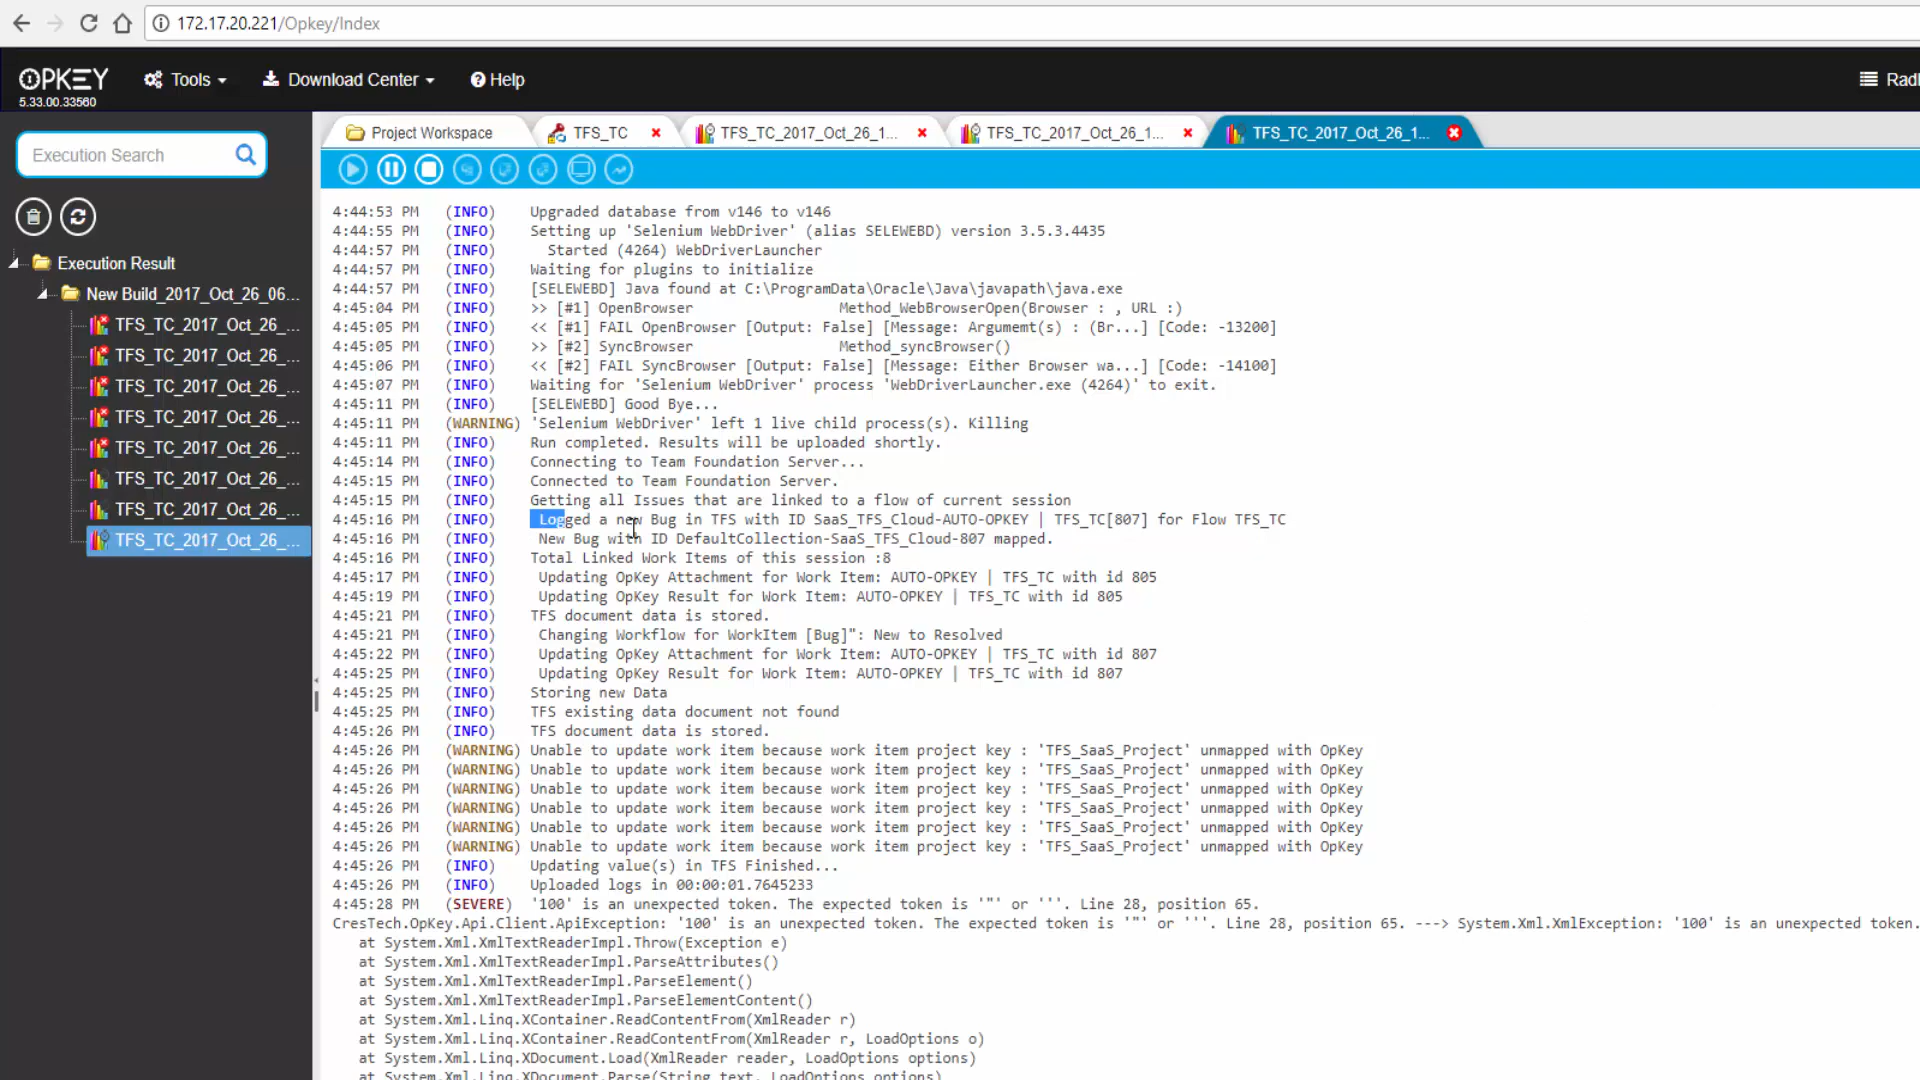 172.17.20.221/Opkey/Index
OPKEY
5.33.00.33560
Tools
Download Center
Help
Execution Search
Execution Result
New Build_2017_Oct_26_06...
TFS_TC_2017_Oct_26_...
TFS_TC_2017_Oct_26_...
TFS_TC_2017_Oct_26_...
TFS_TC_2017_Oct_26_...
TFS_TC_2017_Oct_26_...
TFS_TC_2017_Oct_26_...
TFS_TC_2017_Oct_26_...
TFS_TC_2017_Oct_26_...
Project Workspace
TFS_TC
TFS_TC_2017_Oct_26_1...
TFS_TC_2017_Oct_26_1...
TFS_TC_2017_Oct_26_1...
4:44:53 PM (INFO) Upgraded database from v146 to v146
4:44:55 PM (INFO) Setting up 'Selenium WebDriver' (alias SELEWEBD) version 3.5.3.4435
4:44:57 PM (INFO) Started (4264) WebDriverLauncher
4:44:57 PM (INFO) Waiting for plugins to initialize
4:44:57 PM (INFO) [SELEWEBD] Java found at C:\ProgramData\Oracle\Java\javapath\java.exe
4:45:04 PM (INFO) >> [#1] OpenBrowser Method_WebBrowserOpen(Browser : , URL :)
4:45:05 PM (INFO) << [#1] FAIL OpenBrowser [Output: False] [Message: Argumemt(s) : (Br...] [Code: -13200]
4:45:05 PM (INFO) >> [#2] SyncBrowser Method_syncBrowser()
4:45:06 PM (INFO) << [#2] FAIL SyncBrowser [Output: False] [Message: Either Browser wa...] [Code: -14100]
4:45:07 PM (INFO) Waiting for 'Selenium WebDriver' process 'WebDriverLauncher.exe (4264)' to exit.
4:45:11 PM (INFO) [SELEWEBD] Good Bye...
4:45:11 PM (WARNING) 'Selenium WebDriver' left 1 live child process(s). Killing
4:45:11 PM (INFO) Run completed. Results will be uploaded shortly.
4:45:14 PM (INFO) Connecting to Team Foundation Server...
4:45:15 PM (INFO) Connected to Team Foundation Server.
4:45:15 PM (INFO) Getting all Issues that are linked to a flow of current session
4:45:16 PM (INFO) Logged a new Bug in TFS with ID SaaS_TFS_Cloud-AUTO-OPKEY | TFS_TC[807] for Flow TFS_TC
4:45:16 PM (INFO) New Bug with ID DefaultCollection-SaaS_TFS_Cloud-807 mapped.
4:45:16 PM (INFO) Total Linked Work Items of this session :8
4:45:17 PM (INFO) Updating OpKey Attachment for Work Item: AUTO-OPKEY | TFS_TC with id 805
4:45:19 PM (INFO) Updating OpKey Result for Work Item: AUTO-OPKEY | TFS_TC with id 805
4:45:21 PM (INFO) TFS document data is stored.
4:45:21 PM (INFO) Changing Workflow for WorkItem [Bug]": New to Resolved
4:45:22 PM (INFO) Updating OpKey Attachment for Work Item: AUTO-OPKEY | TFS_TC with id 807
4:45:25 PM (INFO) Updating OpKey Result for Work Item: AUTO-OPKEY | TFS_TC with id 807
4:45:25 PM (INFO) Storing new Data
4:45:25 PM (INFO) TFS existing data document not found
4:45:26 PM (INFO) TFS document data is stored.
4:45:26 PM (WARNING) Unable to update work item because work item project key : 'TFS_SaaS_Project' unmapped with OpKey
4:45:26 PM (WARNING) Unable to update work item because work item project key : 'TFS_SaaS_Project' unmapped with OpKey
4:45:26 PM (WARNING) Unable to update work item because work item project key : 'TFS_SaaS_Project' unmapped with OpKey
4:45:26 PM (WARNING) Unable to update work item because work item project key : 'TFS_SaaS_Project' unmapped with OpKey
4:45:26 PM (WARNING) Unable to update work item because work item project key : 'TFS_SaaS_Project' unmapped with OpKey
4:45:26 PM (WARNING) Unable to update work item because work item project key : 'TFS_SaaS_Project' unmapped with OpKey
4:45:26 PM (INFO) Updating value(s) in TFS Finished...
4:45:26 PM (INFO) Uploaded logs in 00:00:01.7645233
4:45:28 PM (SEVERE) '100' is an unexpected token. The expected token is '"' or '''. Line 28, position 65.
CresTech.OpKey.Api.Client.ApiException: '100' is an unexpected token. The expected token is '"' or '''. Line 28, position 65. ---> System.Xml.XmlException: '100' is an unexpected token.
at System.Xml.XmlTextReaderImpl.Throw(Exception e)
at System.Xml.XmlTextReaderImpl.ParseAttributes()
at System.Xml.XmlTextReaderImpl.ParseElement()
at System.Xml.XmlTextReaderImpl.ParseElementContent()
at System.Xml.Linq.XContainer.ReadContentFrom(XmlReader r)
at System.Xml.Linq.XContainer.ReadContentFrom(XmlReader r, LoadOptions o)
at System.Xml.Linq.XDocument.Load(XmlReader reader, LoadOptions options)
at System.Xml.Linq.XDocument.Parse(String text, LoadOptions options)